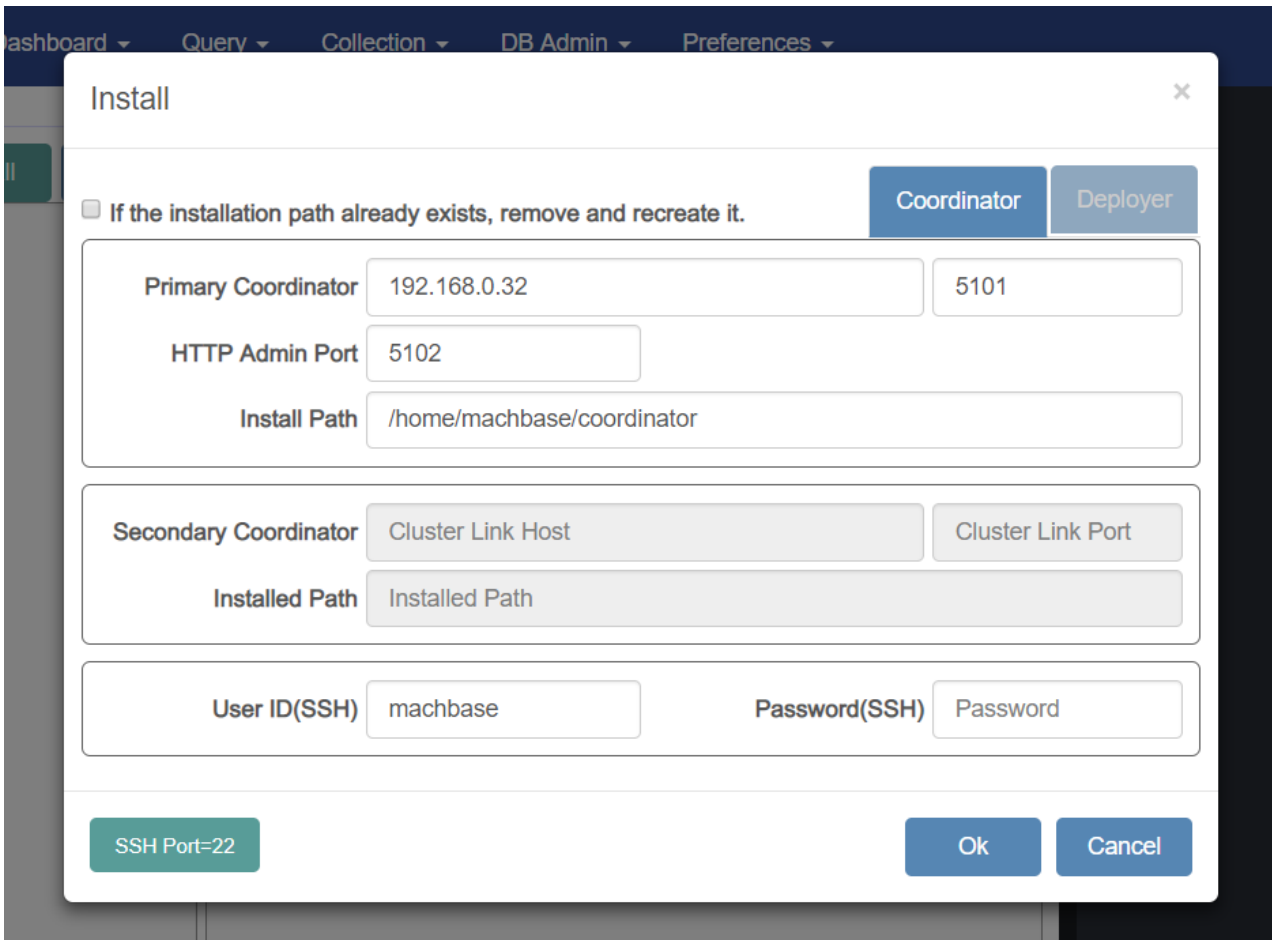 Dashboard Query Collection DB Admin Preferences
Install ×
ll
If the installation path already exists, remove and recreate it.
Coordinator Deployer
Primary Coordinator 192.168.0.32 5101
HTTP Admin Port 5102
Install Path /home/machbase/coordinator
Secondary Coordinator Cluster Link Host Cluster Link Port
Installed Path Installed Path
User ID(SSH) machbase Password(SSH) Password
SSH Port=22 Ok Cancel